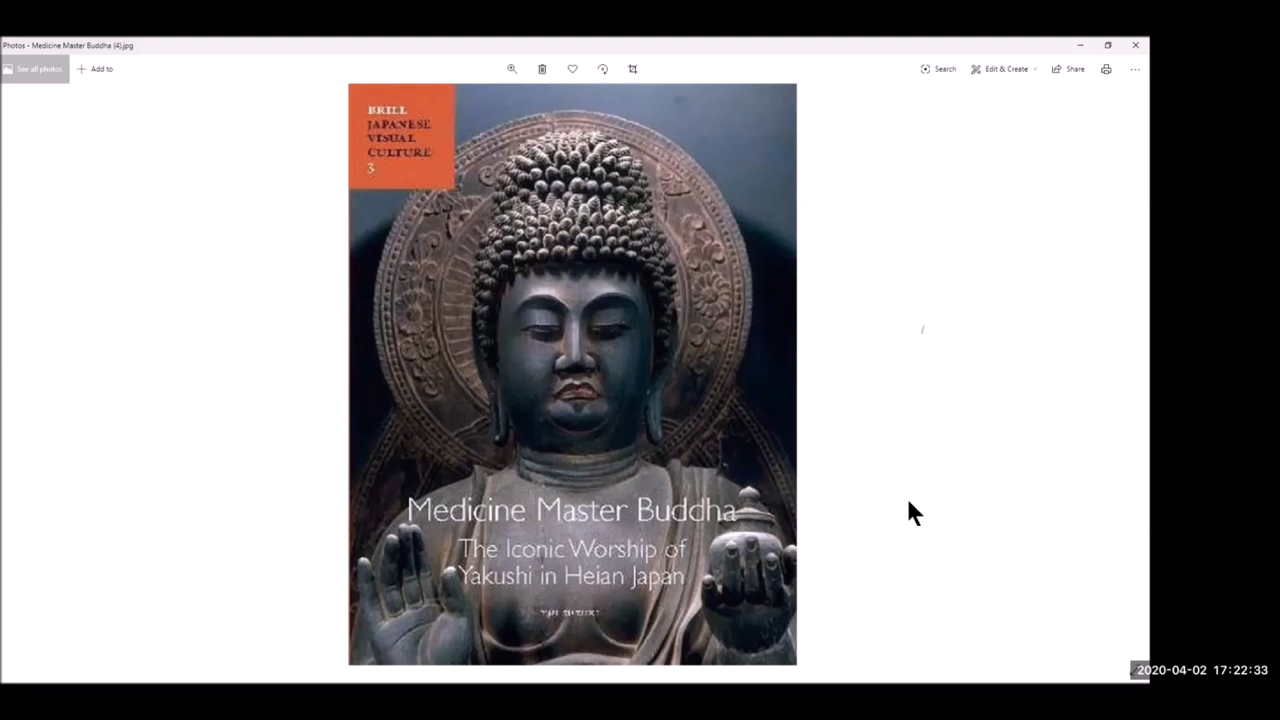 Photos - Medicine Master Buddha (4).jpg
See all photos
Add to
Search
Edit & Create
Share
BRILL
JAPANESE
VISUAL
CULTURE
3
Medicine Master Buddha
The Iconic Worship of
Yakushi in Heian Japan
2020-04-02 17:22:33